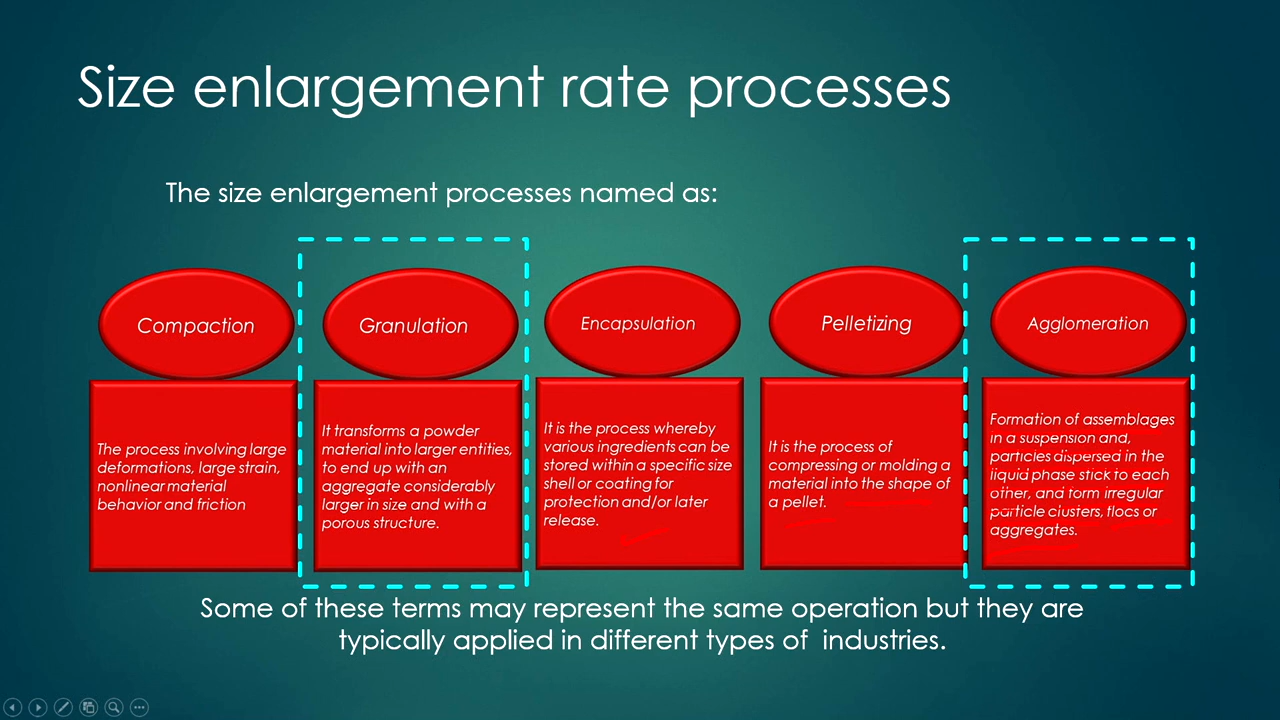 Size enlargement rate processes
The size enlargement processes named as:
Compaction
The process involving large
deformations, large strain,
nonlinear material
behavior and friction
Granulation
It transforms a powder
material into larger entities,
to end up with an
aggregate considerably
larger in size and with a
porous structure.
Encapsulation
It is the process whereby
various ingredients can be
stored within a specific size
shell or coating for
protection and/or later
release.
Pelletizing
It is the process of
compressing or molding a
material into the shape of
a pellet.
Agglomeration
Formation of assemblages
in a suspension and,
particles dispersed in the
liquid phase stick to each
other, and form irregular
particle clusters, flocs or
aggregates.
Some of these terms may represent the same operation but they are
typically applied in different types of industries.